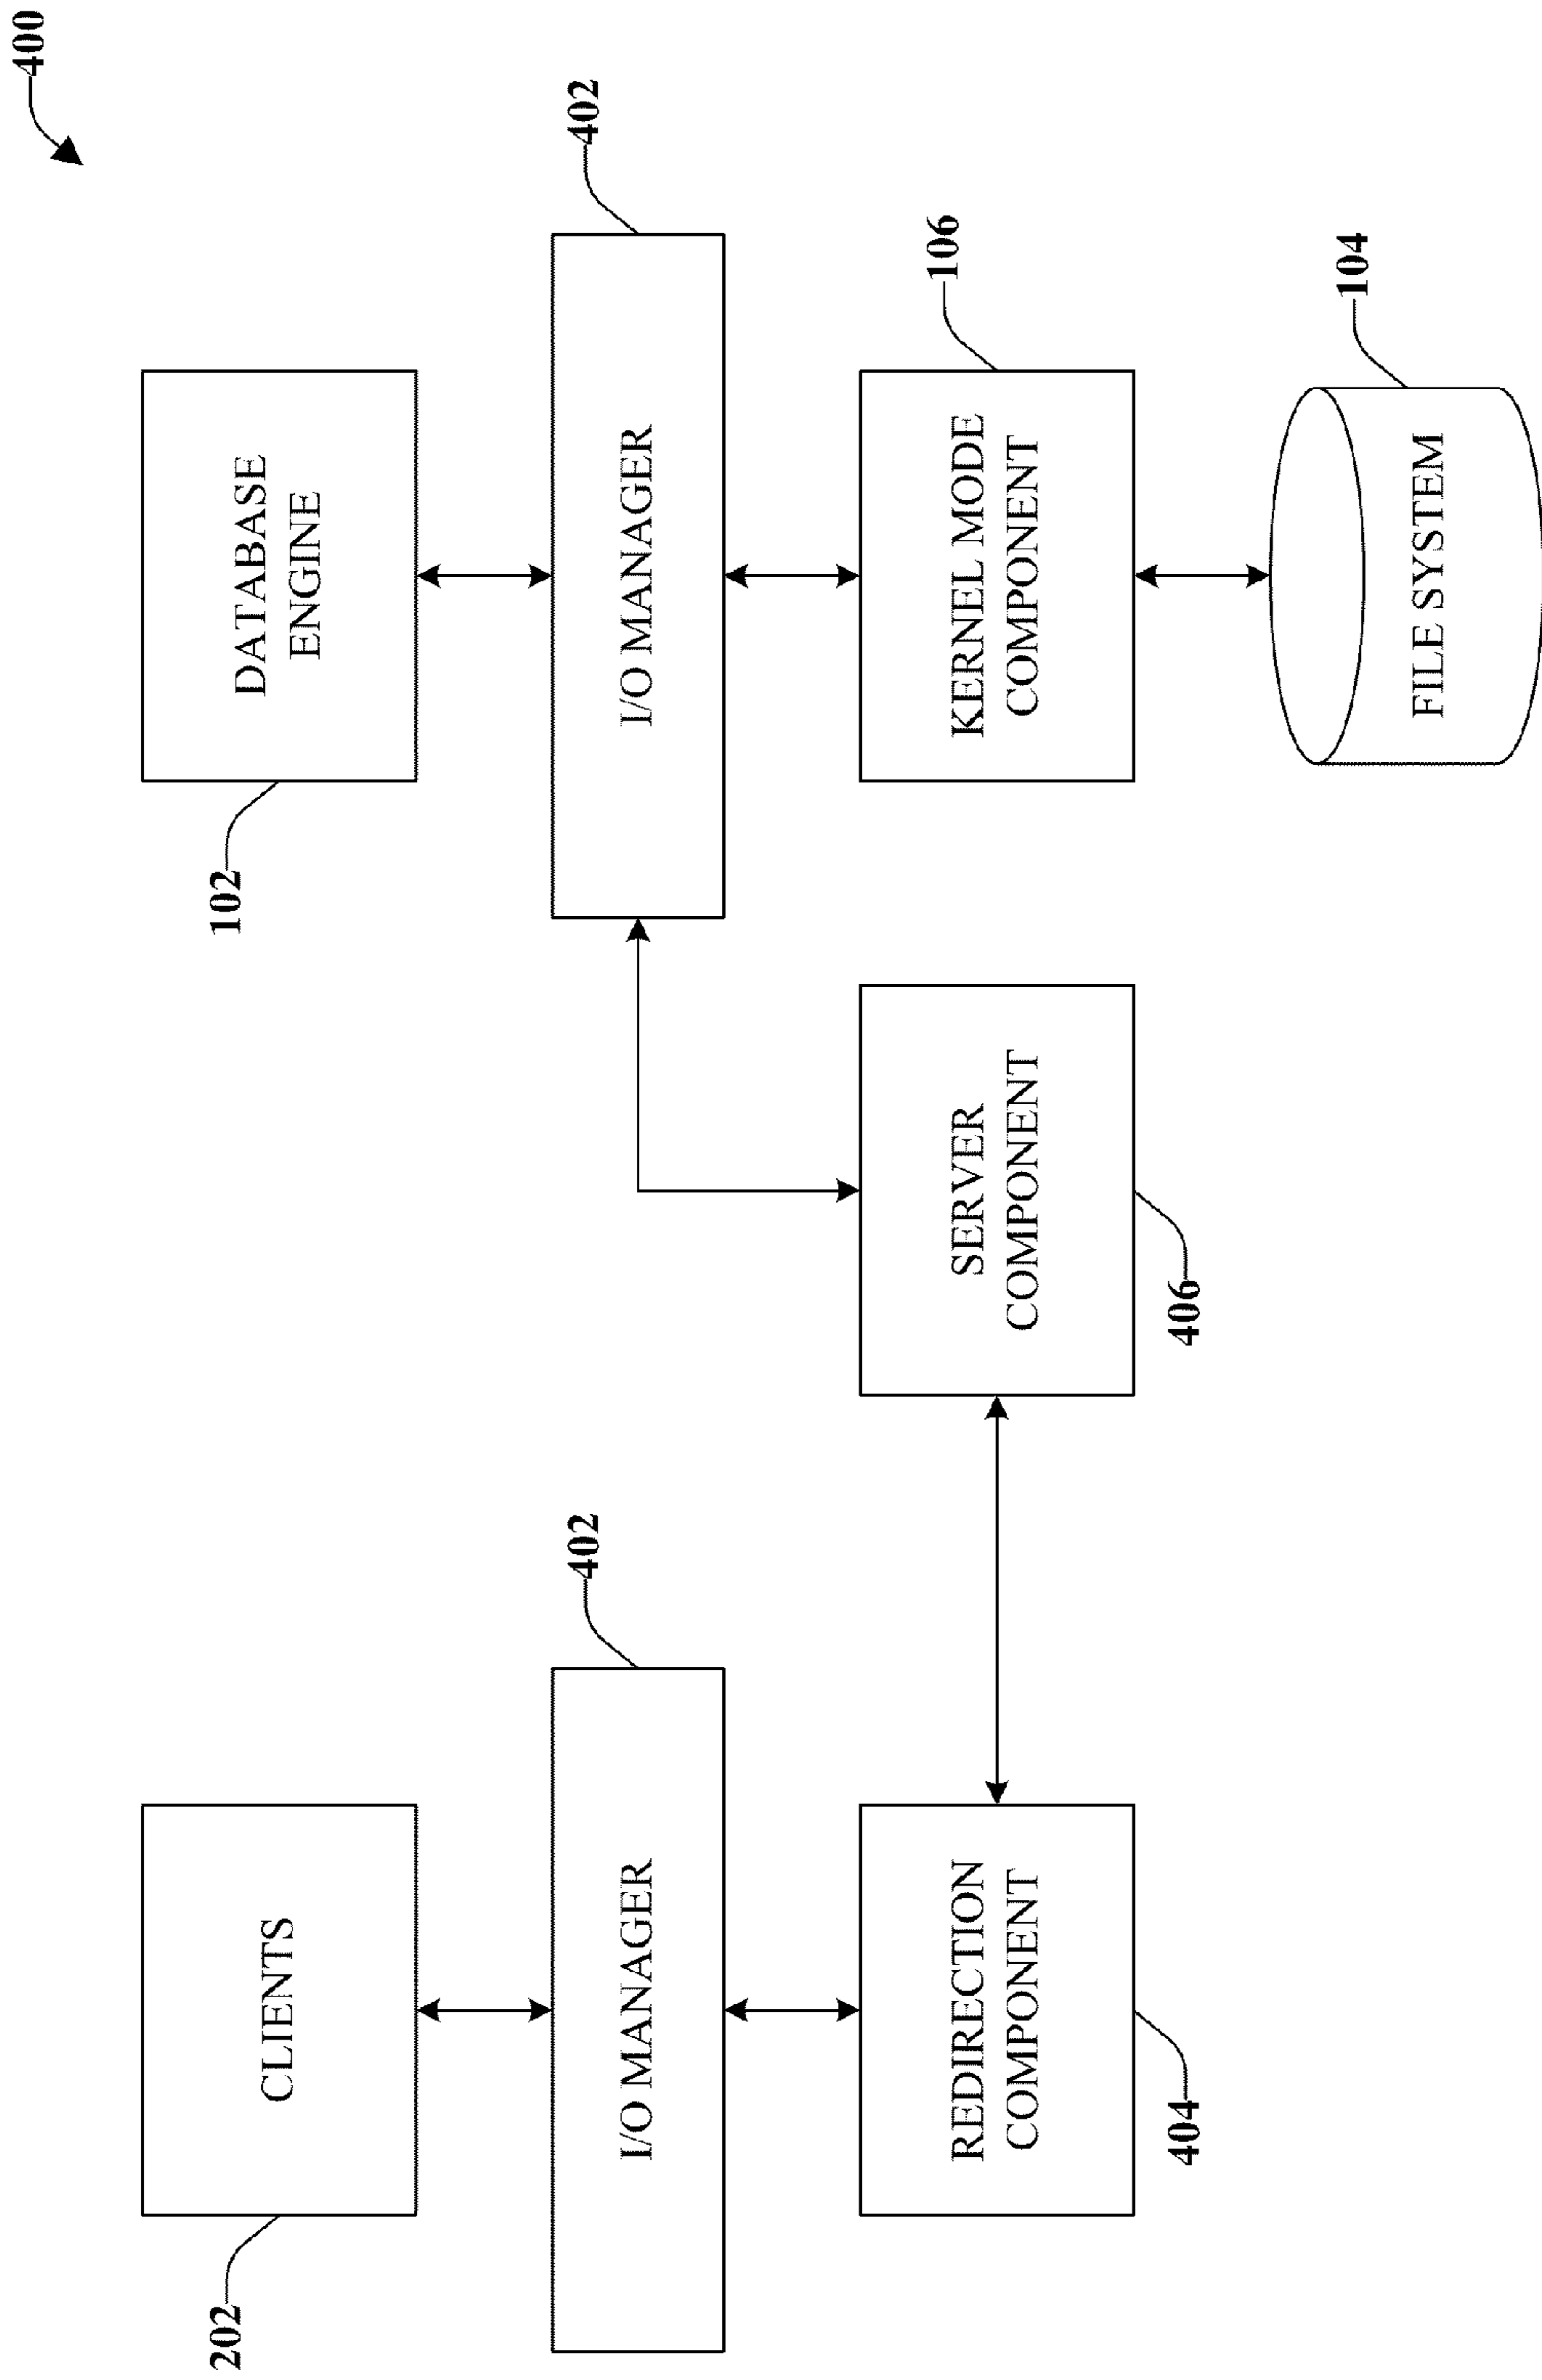 400
202
CLIENTS
402
I/O MANAGER
404
REDIRECTION
COMPONENT
406
SERVER
COMPONENT
102
DATABASE
ENGINE
402
I/O MANAGER
106
KERNEL MODE
COMPONENT
104
FILE SYSTEM